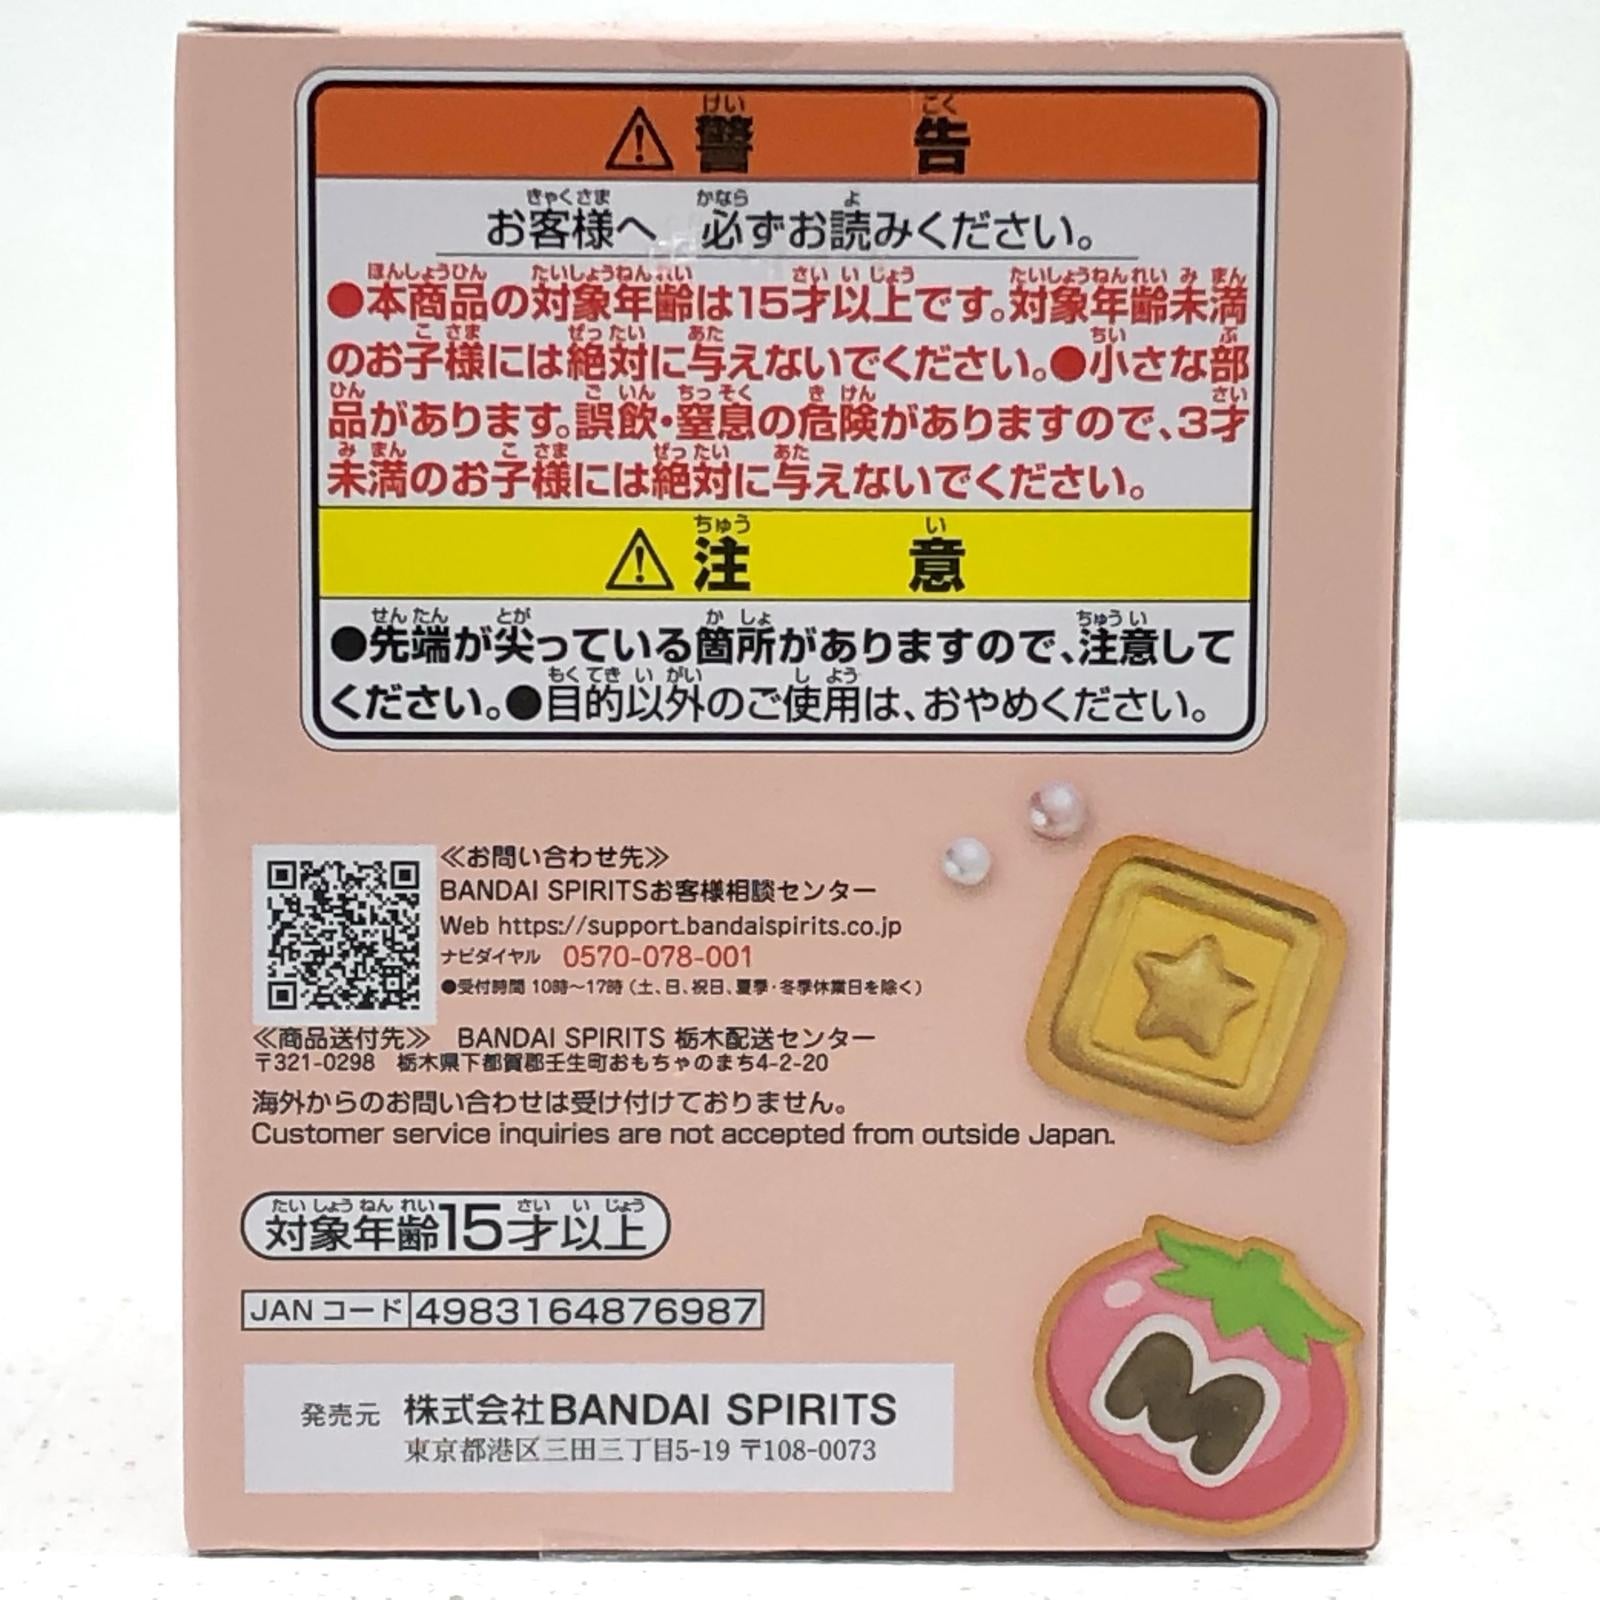 ⚠警告
お客様へ 必ずお読みください。
●本商品の対象年齢は15才以上です。対象年齢未満
のお子様には絶対に与えないでください。●小さな部
品があります。誤飲・窒息の危険がありますので、3才
未満のお子様には絶対に与えないでください。
⚠注意
●先端が尖っている箇所がありますので、注意して
ください。●目的以外のご使用は、おやめください。
≪お問い合わせ先≫
BANDAI SPIRITSお客様相談センター
Web https://support.bandaispirits.co.jp
ナビダイヤル 0570-078-001
●受付時間 10時〜17時(土、日、祝日、夏季・冬季休業日を除く)
≪商品送付先≫ BANDAI SPIRITS 栃木配送センター
〒321-0298 栃木県下都賀郡壬生町おもちゃのまち4-2-20
海外からのお問い合わせは受け付けておりません。
Customer service inquiries are not accepted from outside Japan.
対象年齢15才以上
JANコード 4983164876987
発売元 株式会社BANDAI SPIRITS
東京都港区三田三丁目5-19 〒108-0073
M